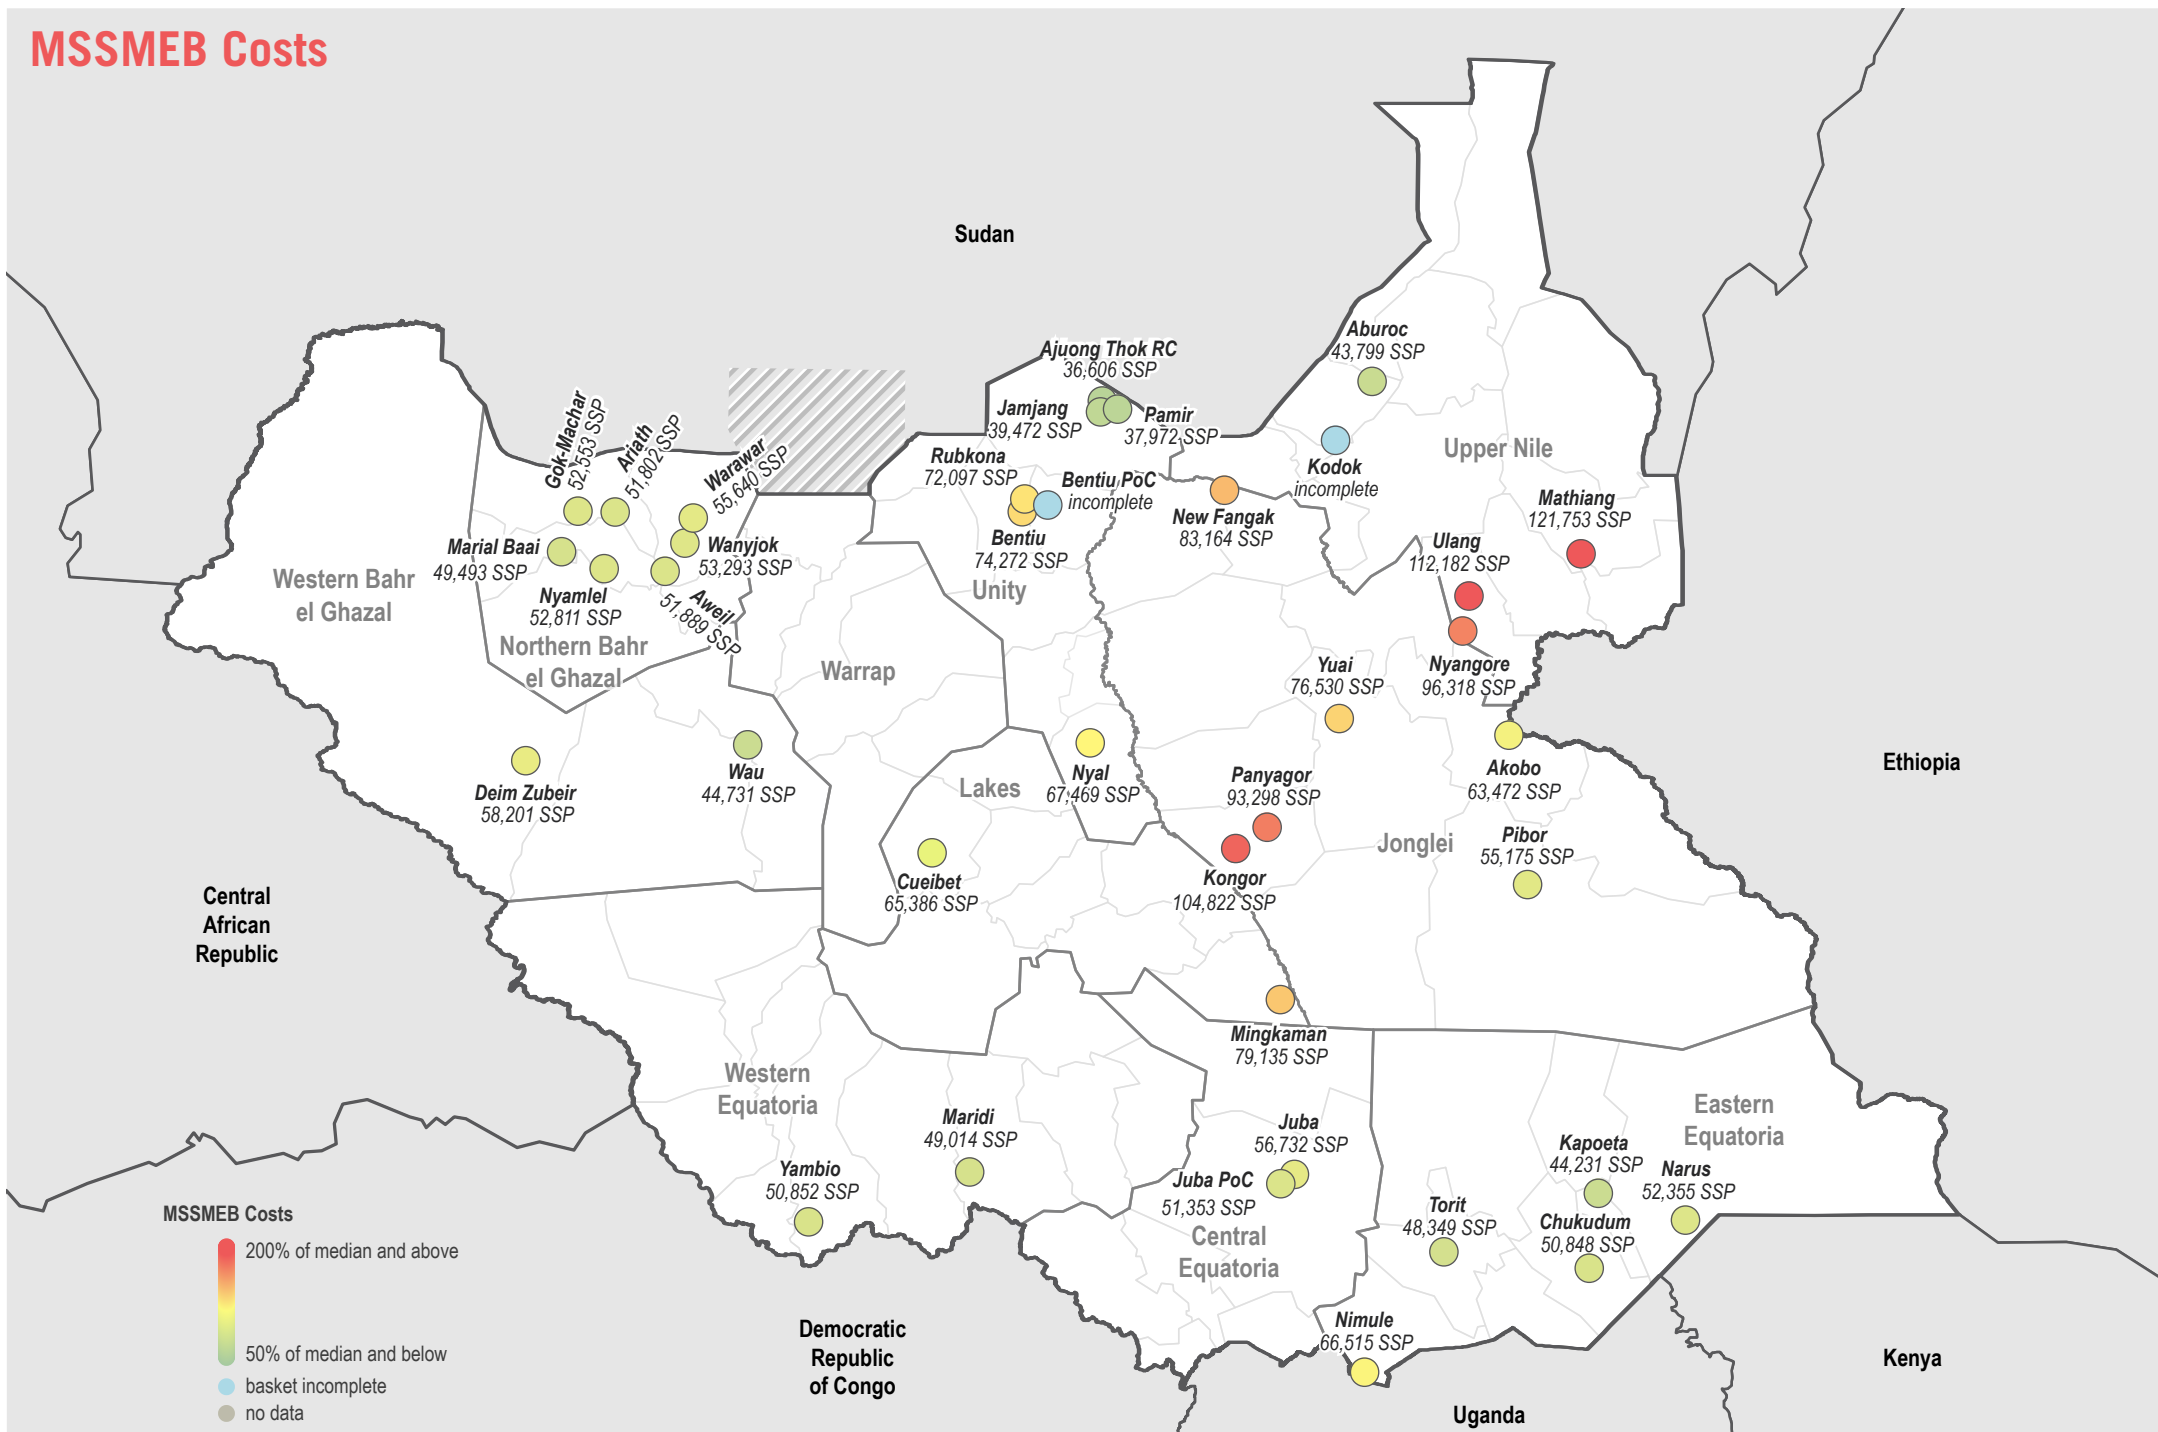 MSSMEB Costs
Sudan
Aburoc
43,799 SSP
Ajuong Thok RC
36,606 SSP
Jamjang
39,472 SSP
Pamir
37,972 SSP
Gok-Machar
52,553 SSP
Ariath
51,802 SSP
Warawar
55,640 SSP
Rubkona
72,097 SSP
Bentiu PoC
incomplete
Kodok
incomplete
Upper Nile
Mathiang
121,753 SSP
New Fangak
83,164 SSP
Bentiu
74,272 SSP
Ulang
112,182 SSP
Marial Baai
49,493 SSP
Wanyjok
53,293 SSP
Western Bahr
el Ghazal
Nyamlel
52,811 SSP
Aweil
51,889 SSP
Unity
Northern Bahr
el Ghazal
Warrap
Yuai
76,530 SSP
Nyangore
96,318 SSP
Deim Zubeir
58,201 SSP
Wau
44,731 SSP
Lakes
Nyal
67,469 SSP
Panyagor
93,298 SSP
Akobo
63,472 SSP
Ethiopia
Jonglei
Pibor
55,175 SSP
Cueibet
65,386 SSP
Kongor
104,822 SSP
Central
African
Republic
Mingkaman
79,135 SSP
Western
Equatoria
Maridi
49,014 SSP
Yambio
50,852 SSP
Juba
56,732 SSP
Juba PoC
51,353 SSP
Central
Equatoria
Eastern
Equatoria
Kapoeta
44,231 SSP
Narus
52,355 SSP
Torit
48,349 SSP
Chukudum
50,848 SSP
Nimule
66,515 SSP
Democratic
Republic
of Congo
Kenya
Uganda
MSSMEB Costs
200% of median and above
50% of median and below
basket incomplete
no data